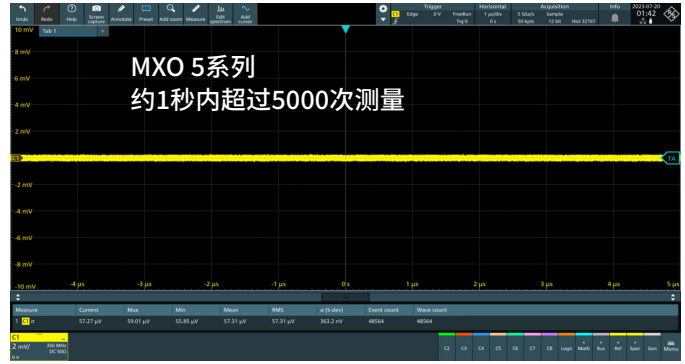 Undo Redo Help Screen capture Annotate Preset Add zoom Measure Edit spectrum Add cursor
Trigger Horizontal Acquisition Info 2023-07-20
C1 Edge 0 V FreeRun 1 µs/div 5 GSa/s Sample 01:42
Trg'd 0 s 50 kpts 12 bit Hist 32767
10 mV Tab 1 +
8 mV
MXO 5系列
约1秒内超过5000次测量
6 mV
4 mV
2 mV
C1 TA
-2 mV
-4 mV
-6 mV
-8 mV
-10 mV -4 µs -3 µs -2 µs -1 µs 0 s 1 µs 2 µs 3 µs 4 µs 5 µs
Measure Current Max Min Mean RMS σ (S-dev) Event count Wave count
1 C1 σ 57.27 µV 59.01 µV 55.85 µV 57.31 µV 57.31 µV 363.2 nV 48564 48564
C1
2 mV/ 350 MHz
DC 50Ω
0 V
C2 C3 C4 C5 C6 C7 C8 Logic Math Bus Ref Spec Gen Menu